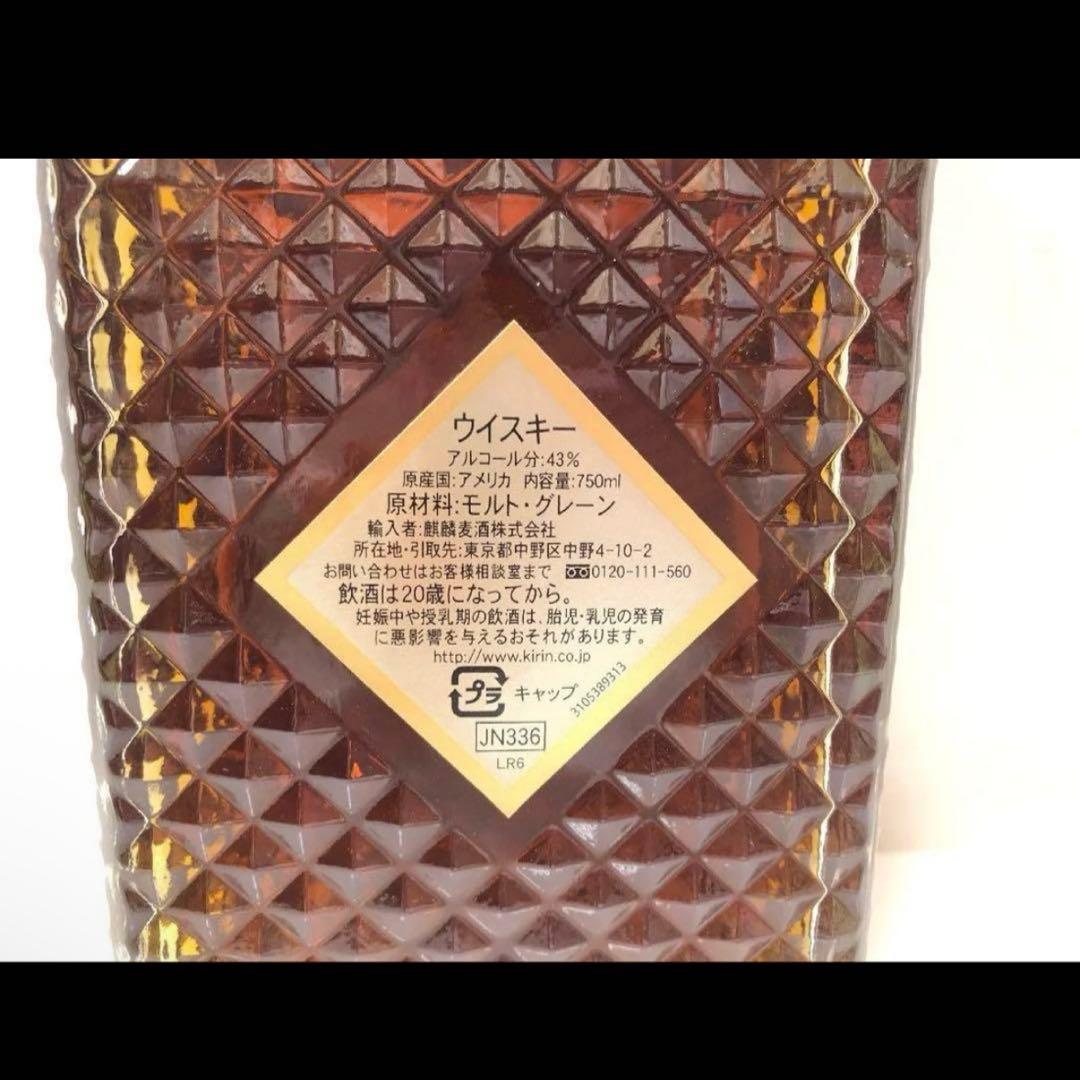 ウイスキー
アルコール分:43%
原産国:アメリカ 内容量:750ml
原材料:モルト・グレーン
輸入者:麒麟麦酒株式会社
所在地・引取先:東京都中野区中野4-10-2
お問い合わせはお客様相談室まで 0120-111-560
飲酒は20歳になってから。
妊娠中や授乳期の飲酒は、胎児・乳児の発育
に悪影響を与えるおそれがあります。
http://www.kirin.co.jp
プラ キャップ
3105389313
JN336
LR6